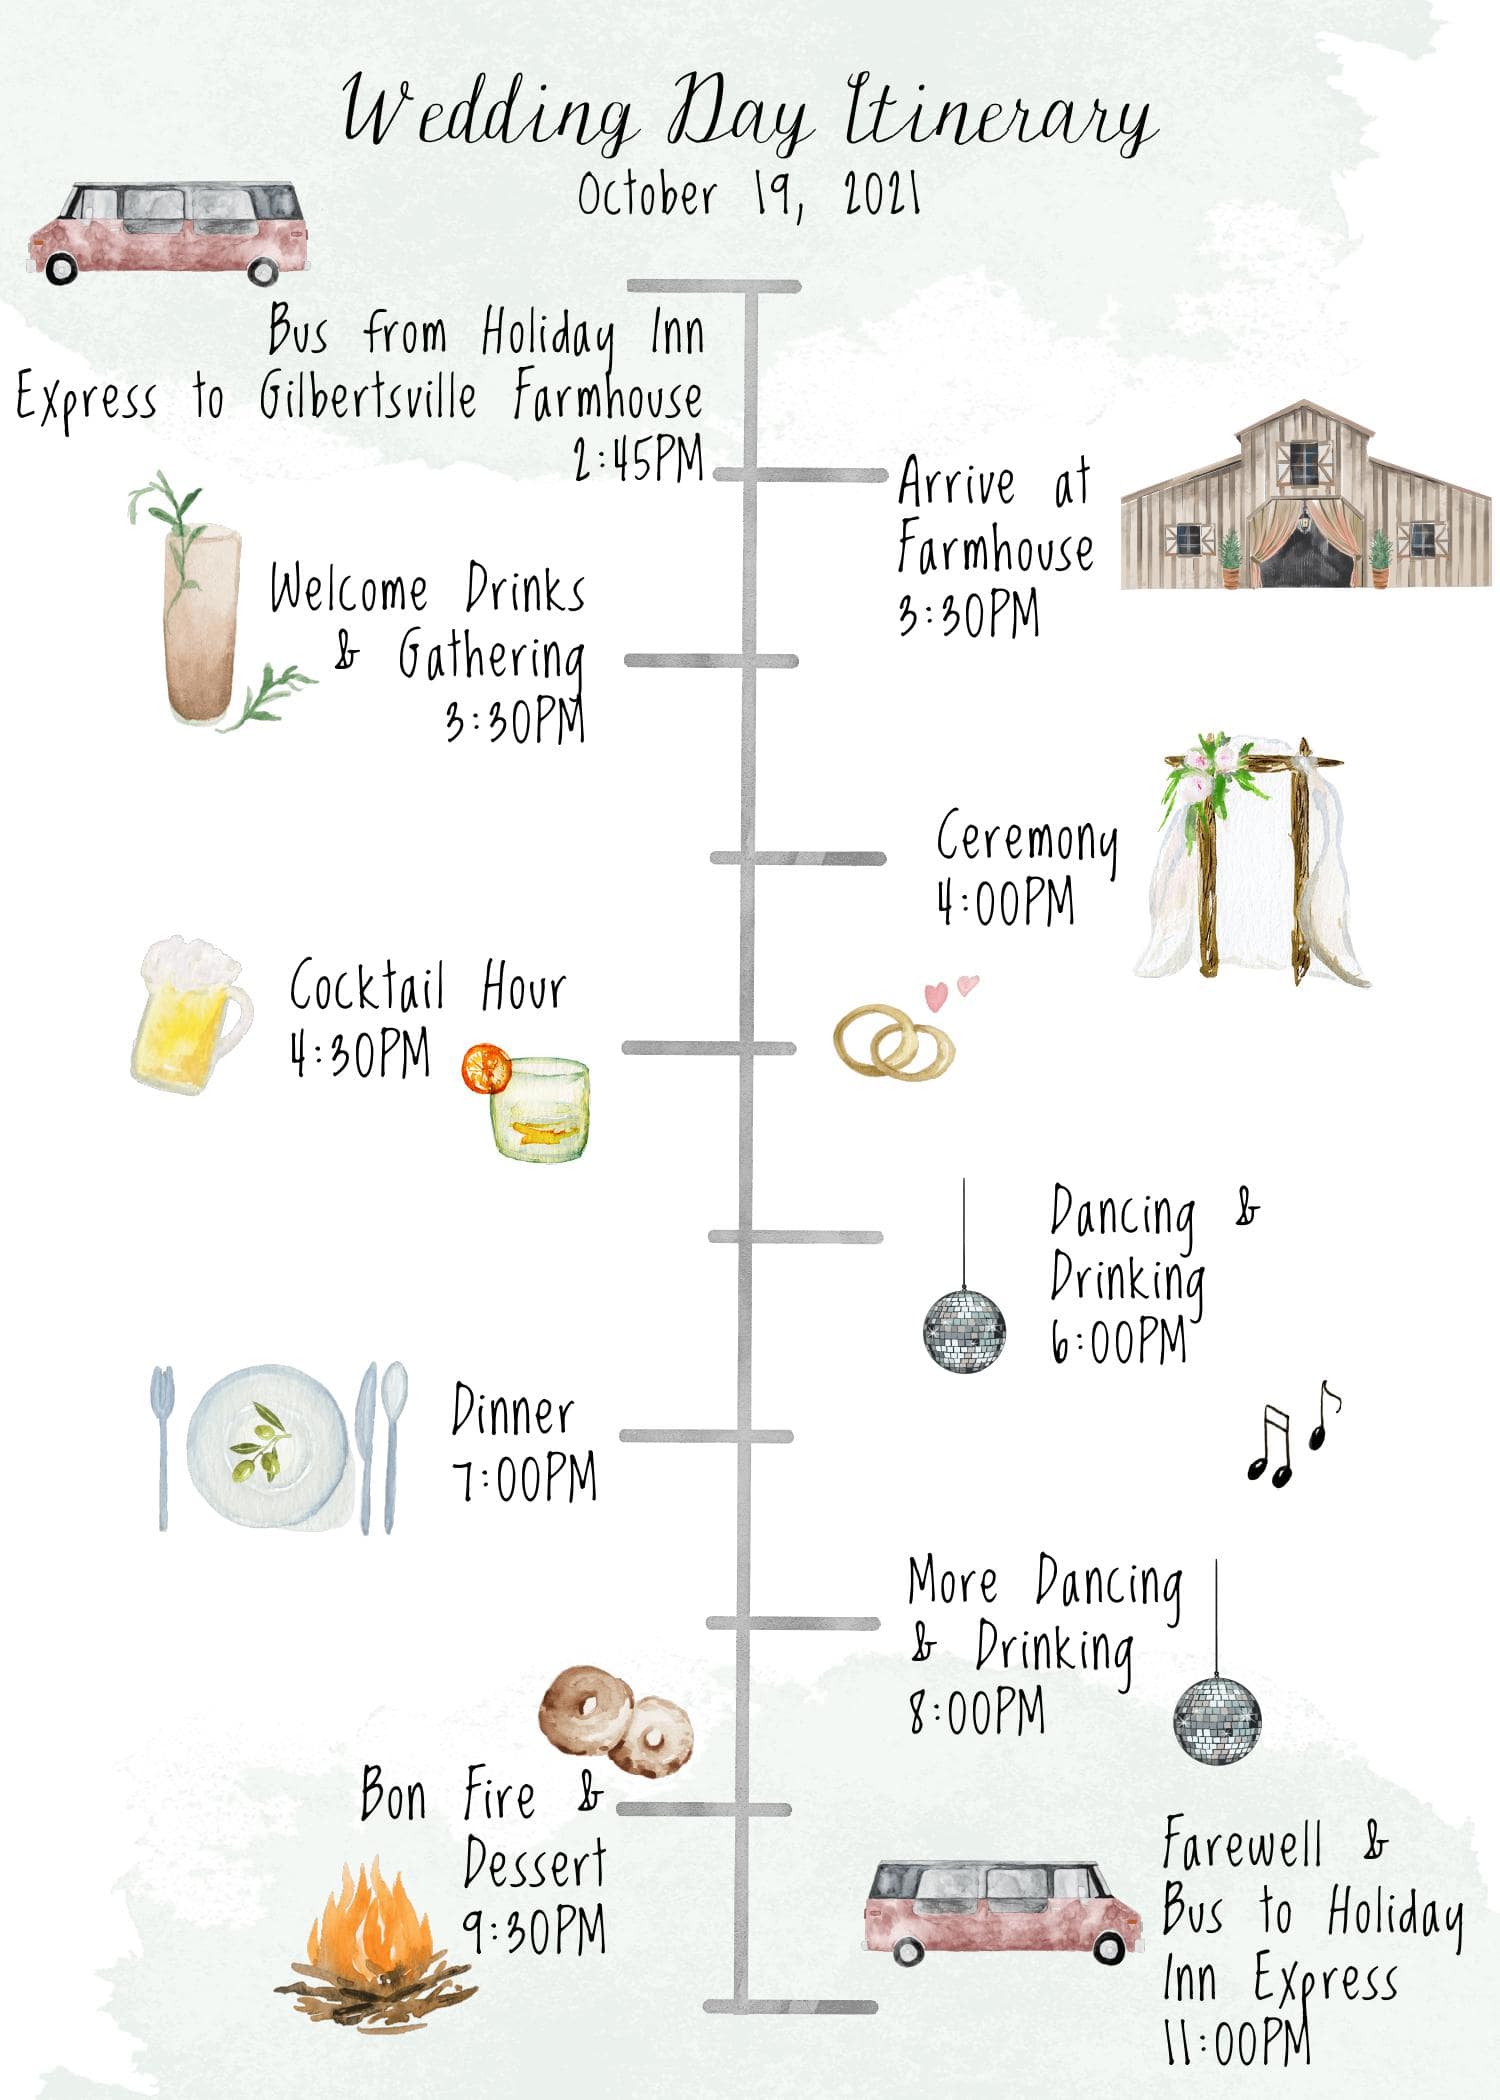 Wedding Day Itinerary
October 19, 2021
Bus from Holiday Inn
Express to Gilbertsville Farmhouse
2:45PM
Arrive at
Farmhouse
3:30PM
Welcome Drinks
& Gathering
3:30PM
Ceremony
4:00PM
Cocktail Hour
4:30PM
Dancing &
Drinking
6:00PM
Dinner
7:00PM
More Dancing
& Drinking
8:00PM
Bon Fire &
Dessert
9:30PM
Farewell &
Bus to Holiday
Inn Express
11:00PM